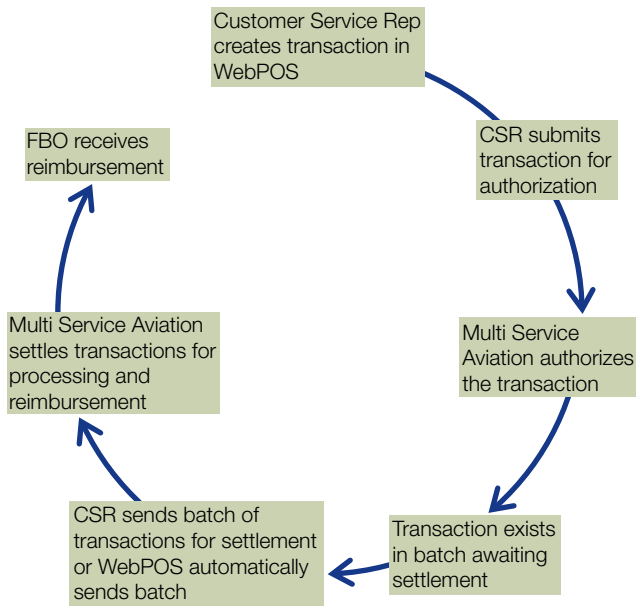 Customer Service Rep
creates transaction in
WebPOS
CSR submits
transaction for
authorization
Multi Service
Aviation authorizes
the transaction
Transaction exists
in batch awaiting
settlement
CSR sends batch of
transactions for settlement
or WebPOS automatically
sends batch
Multi Service Aviation
settles transactions for
processing and
reimbursement
FBO receives
reimbursement